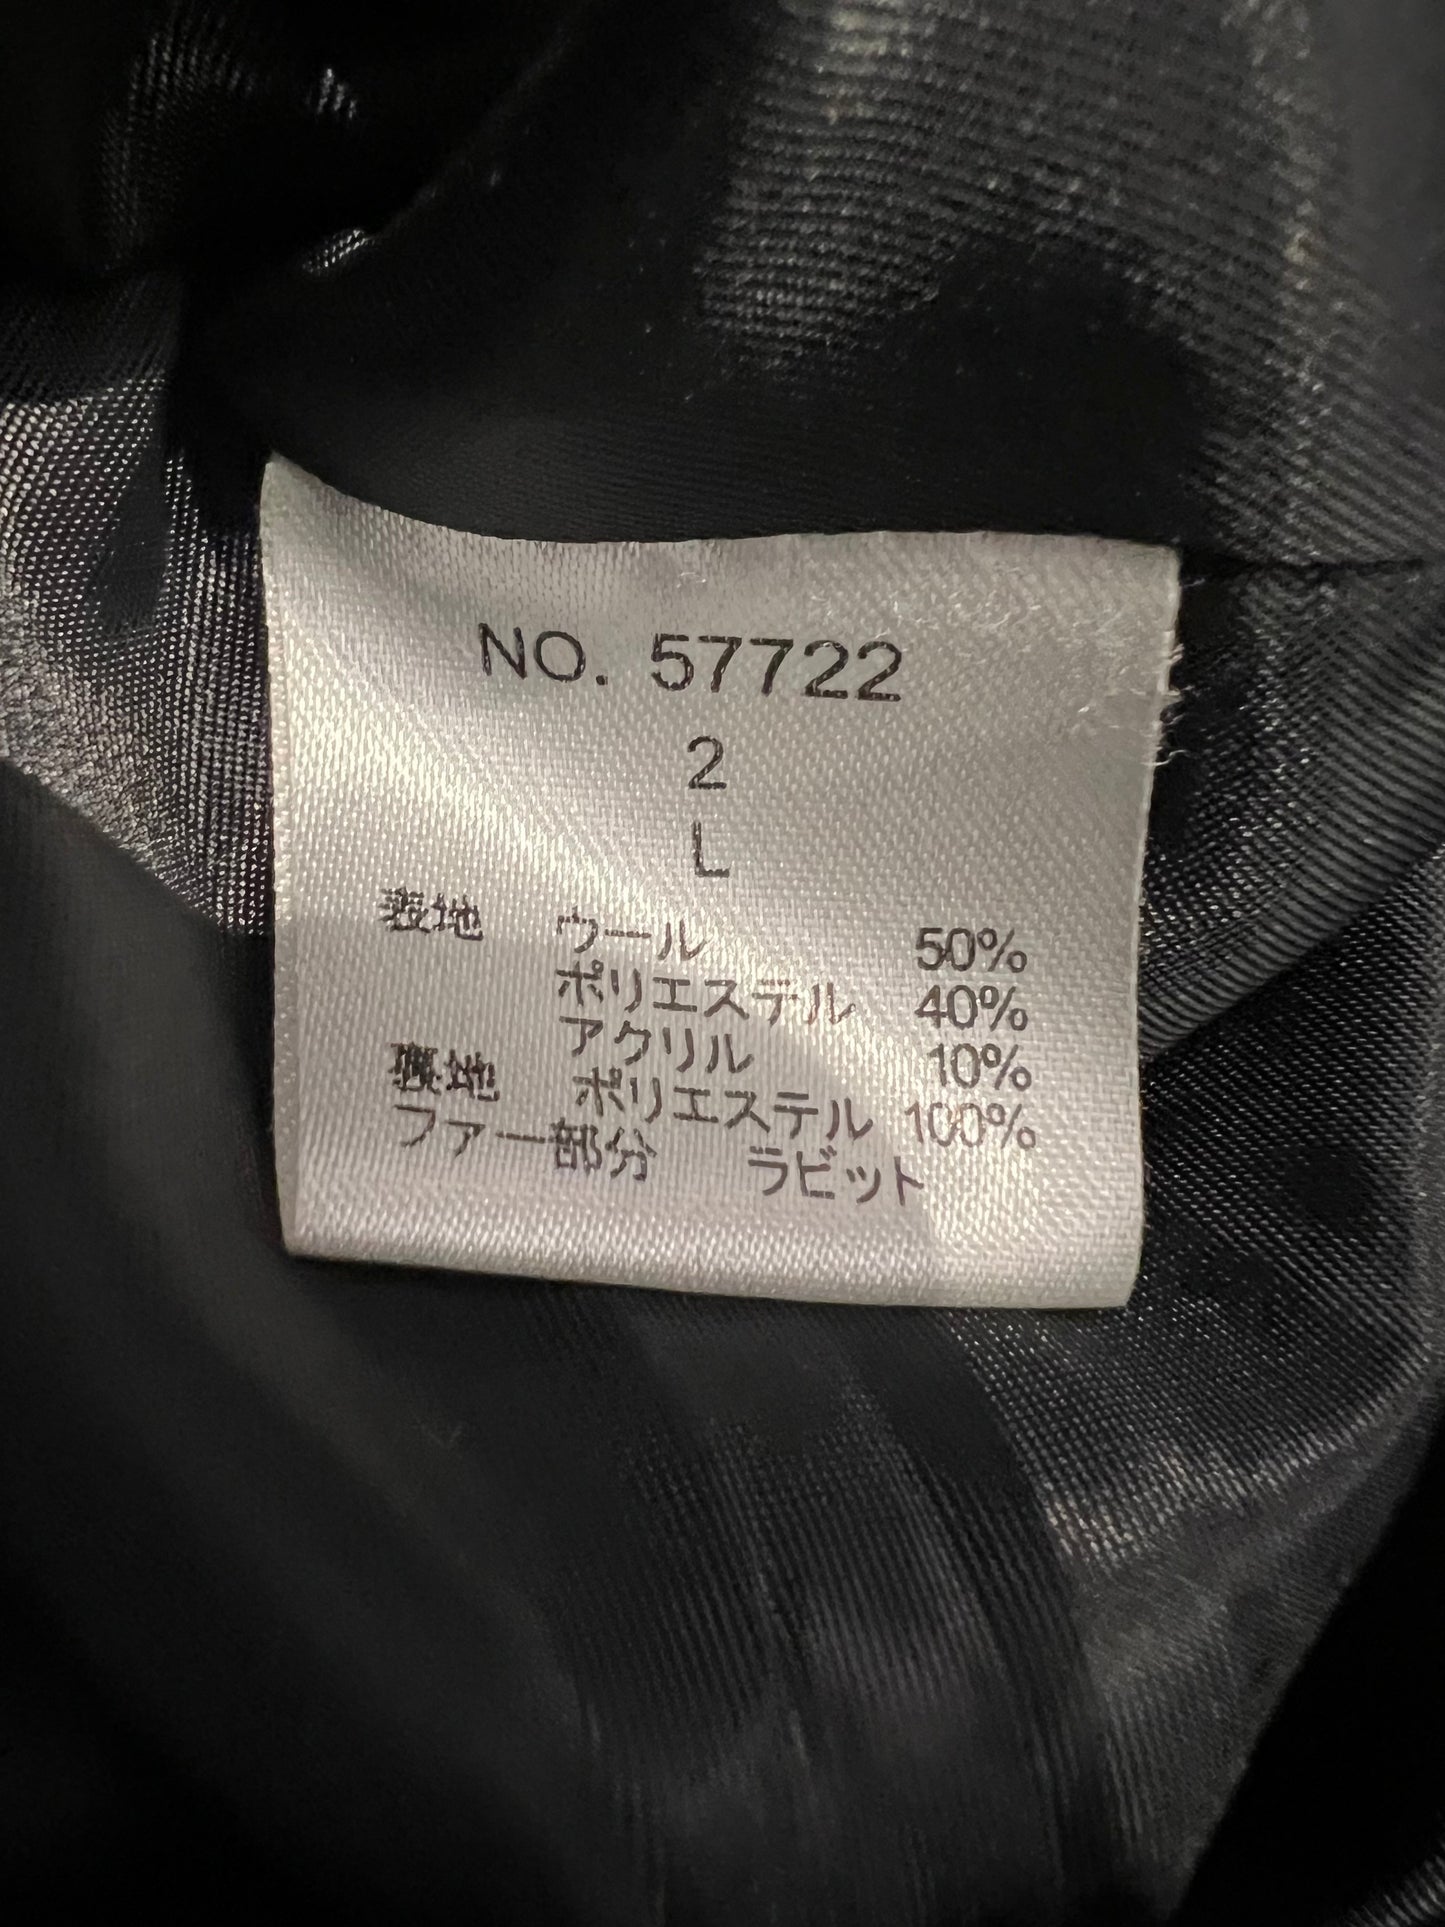 NO. 57722
2
L
表地 ウール 50%
ポリエステル 40%
アクリル 10%
裏地 ポリエステル 100%
ファー部分 ラビット